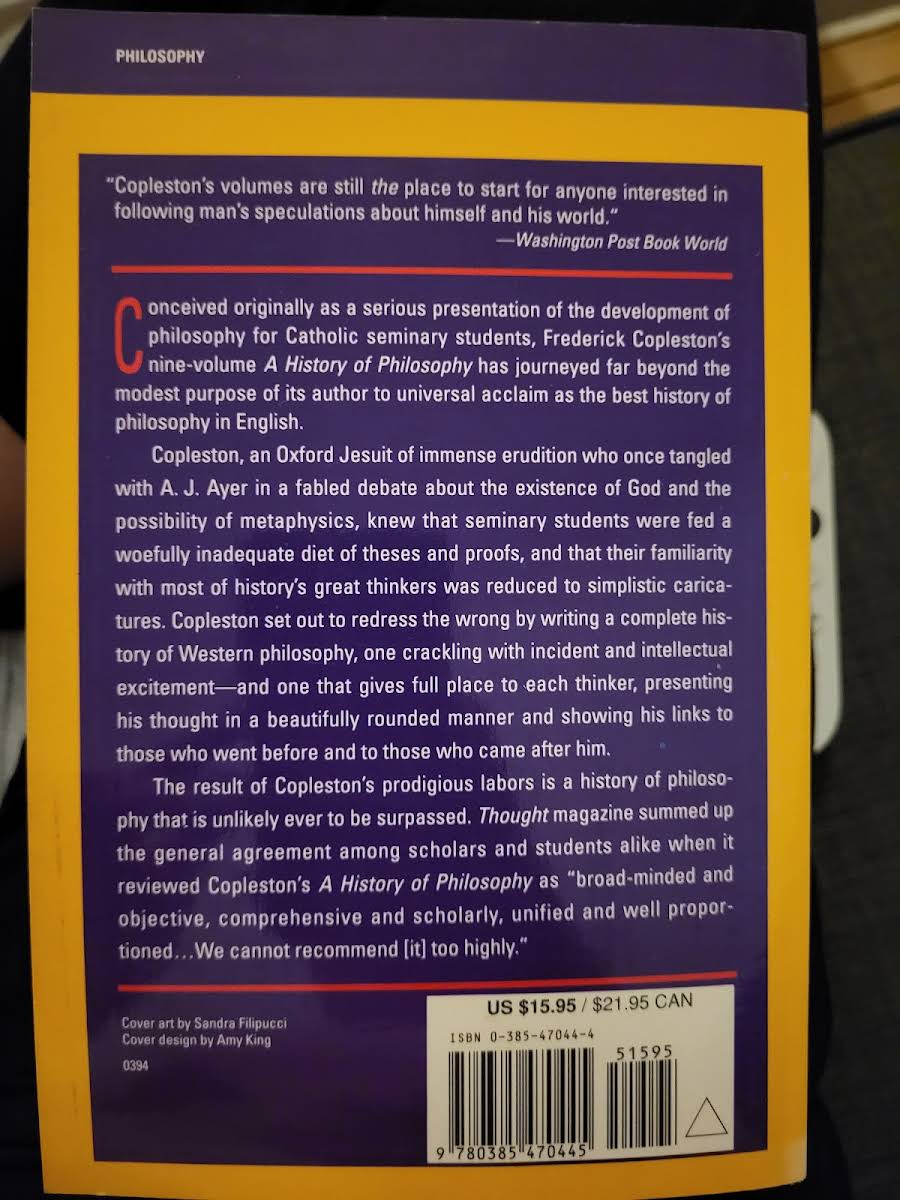 PHILOSOPHY
"Copleston's volumes are still the place to start for anyone interested in
following man's speculations about himself and his world."
—Washington Post Book World
Conceived originally as a serious presentation of the development of
philosophy for Catholic seminary students, Frederick Copleston's
nine-volume A History of Philosophy has journeyed far beyond the
modest purpose of its author to universal acclaim as the best history of
philosophy in English.
Copleston, an Oxford Jesuit of immense erudition who once tangled
with A. J. Ayer in a fabled debate about the existence of God and the
possibility of metaphysics, knew that seminary students were fed a
woefully inadequate diet of theses and proofs, and that their familiarity
with most of history's great thinkers was reduced to simplistic carica-
tures. Copleston set out to redress the wrong by writing a complete his-
tory of Western philosophy, one crackling with incident and intellectual
excitement—and one that gives full place to each thinker, presenting
his thought in a beautifully rounded manner and showing his links to
those who went before and to those who came after him.
The result of Copleston's prodigious labors is a history of philoso-
phy that is unlikely ever to be surpassed. Thought magazine summed up
the general agreement among scholars and students alike when it
reviewed Copleston's A History of Philosophy as "broad-minded and
objective, comprehensive and scholarly, unified and well propor-
tioned...We cannot recommend [it] too highly."
Cover art by Sandra Filipucci
Cover design by Amy King
0394
US $15.95 / $21.95 CAN
ISBN 0-385-47044-4
51595
9 780385 470445